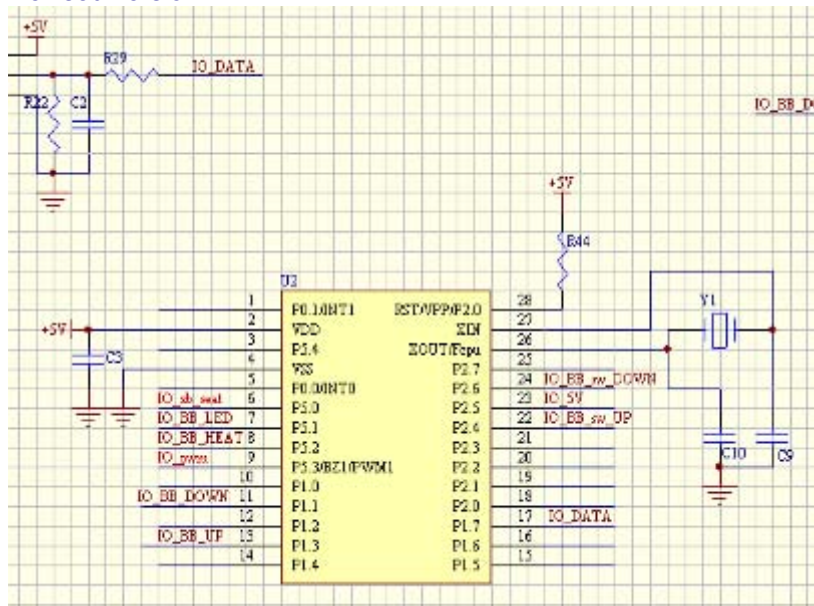 +5V
R29
IO_DATA
R22
C2
IO_BB_D
+5V
R44
U2
1 P0.1/INT1 RST/VPP/P2.0 28
2 VDD XIN 27
+5V
3 P5.4 XOUT/Fcpu 26
4 VSS P2.7 25
C3
5 P0.0/INT0 P2.6 24 IO_BB_sw_DOWN
IO_sb_seat 6 P5.0 P2.5 23 IO_5V
IO_BB_LED 7 P5.1 P2.4 22 IO_BB_sw_UP
IO_BB_HEAT 8 P5.2 P2.3 21
9 P5.3/BZ1/PWM1 P2.2 20
10 P1.0 P2.1 19
IO_BB_DOWN 11 P1.1 P2.0 18
12 P1.2 P1.7 17 IO_DATA
IO_BB_UP 13 P1.3 P1.6 16
14 P1.4 P1.5 15
Y1
C10
C9